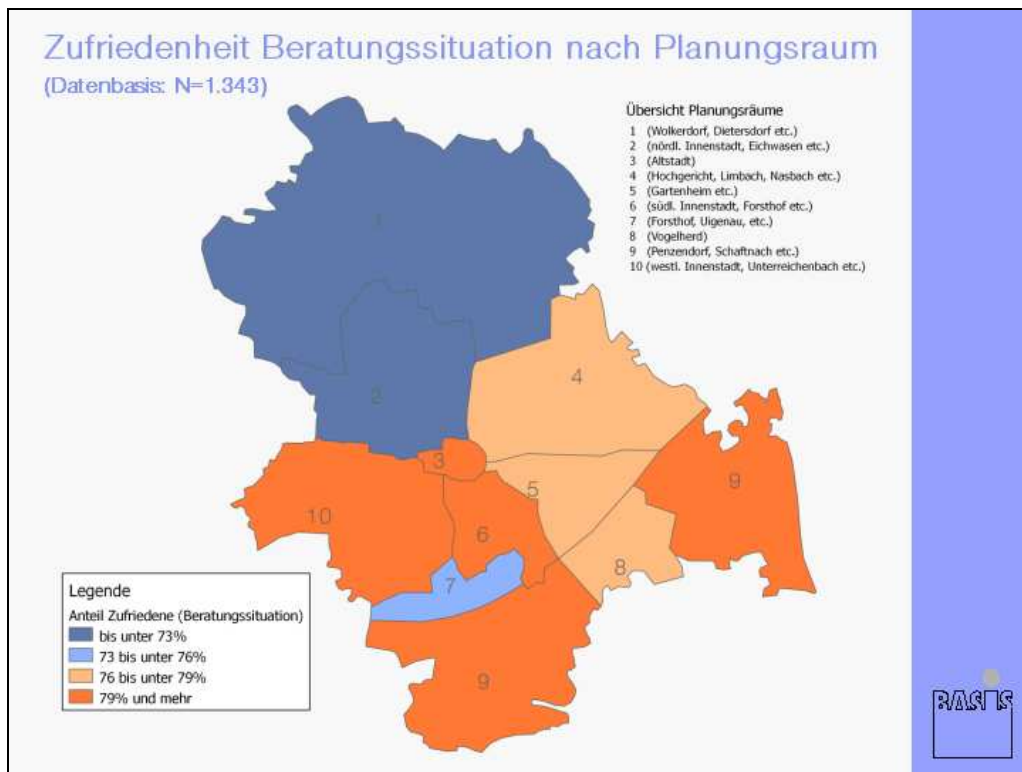 Zufriedenheit Beratungssituation nach Planungsraum
(Datenbasis: N=1.343)
Übersicht Planungsräume
1 (Wolkerdorf, Dietersdorf etc.)
2 (nördl. Innenstadt, Eichwasen etc.)
3 (Altstadt)
4 (Hochgericht, Limbach, Nasbach etc.)
5 (Gartenheim etc.)
6 (südl. Innenstadt, Forsthof etc.)
7 (Forsthof, Uigenau, etc.)
8 (Vogelherd)
9 (Penzendorf, Schaftnach etc.)
10 (westl. Innenstadt, Unterreichenbach etc.)
1
2
4
3
9
5
10
6
8
7
9
Legende
Anteil Zufriedene (Beratungssituation)
bis unter 73%
73 bis unter 76%
76 bis unter 79%
79% und mehr
BASIS